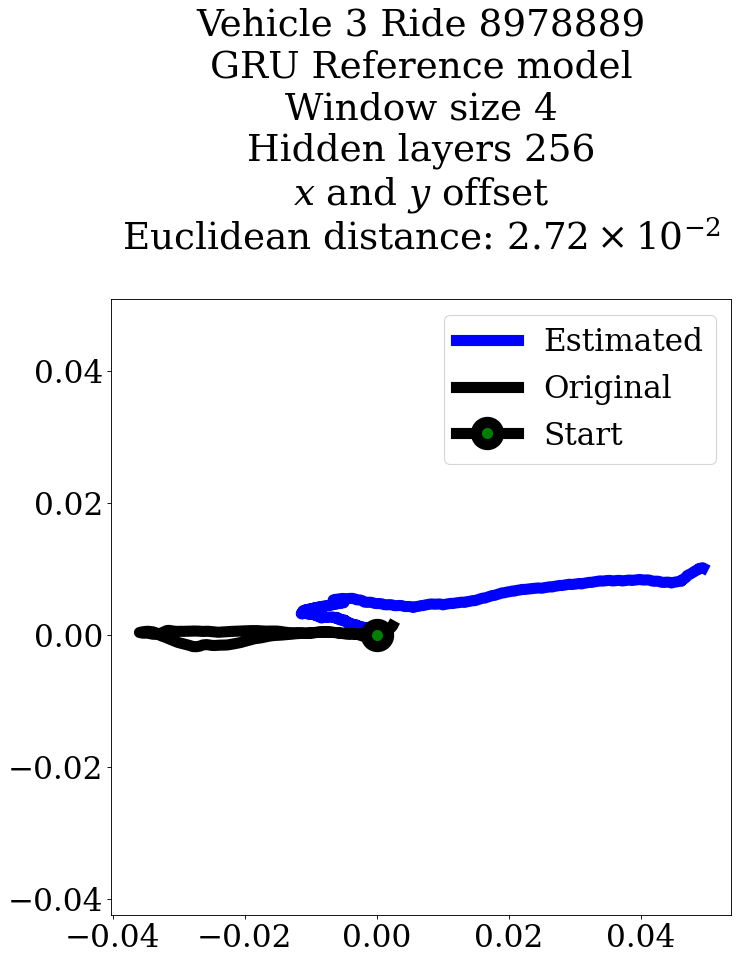 Vehicle 3 Ride 8978889
GRU Reference model
Window size 4
Hidden layers 256
x and y offset
Euclidean distance: 2.72 × 10⁻²
Estimated
Original
Start
0.04
0.02
0.00
−0.02
−0.04
−0.04 −0.02 0.00 0.02 0.04